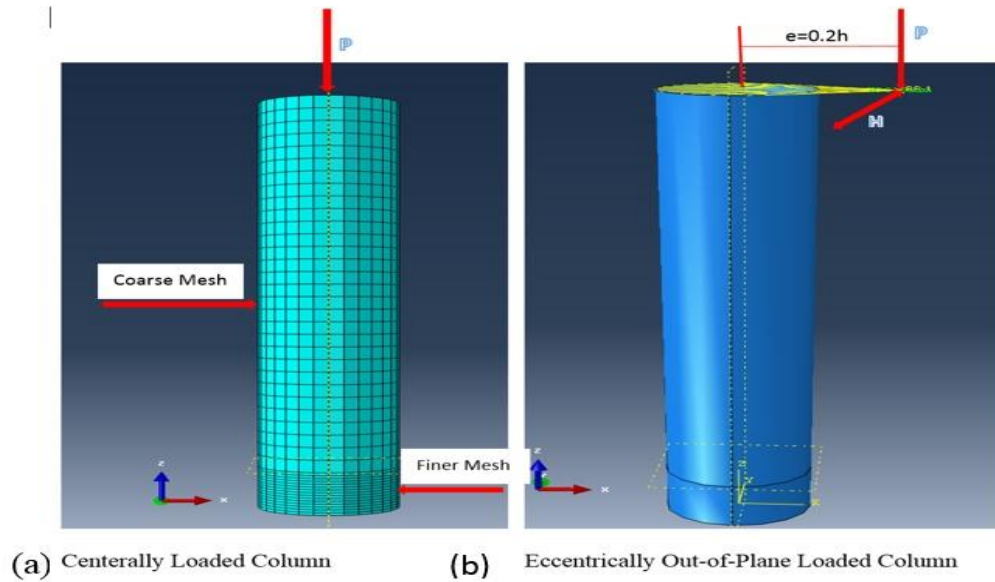 P
Coarse Mesh
Finer Mesh
z
x
(a) Centerally Loaded Column
e=0.2h
P
H
z
x
z
Y
x
(b) Eccentrically Out-of-Plane Loaded Column